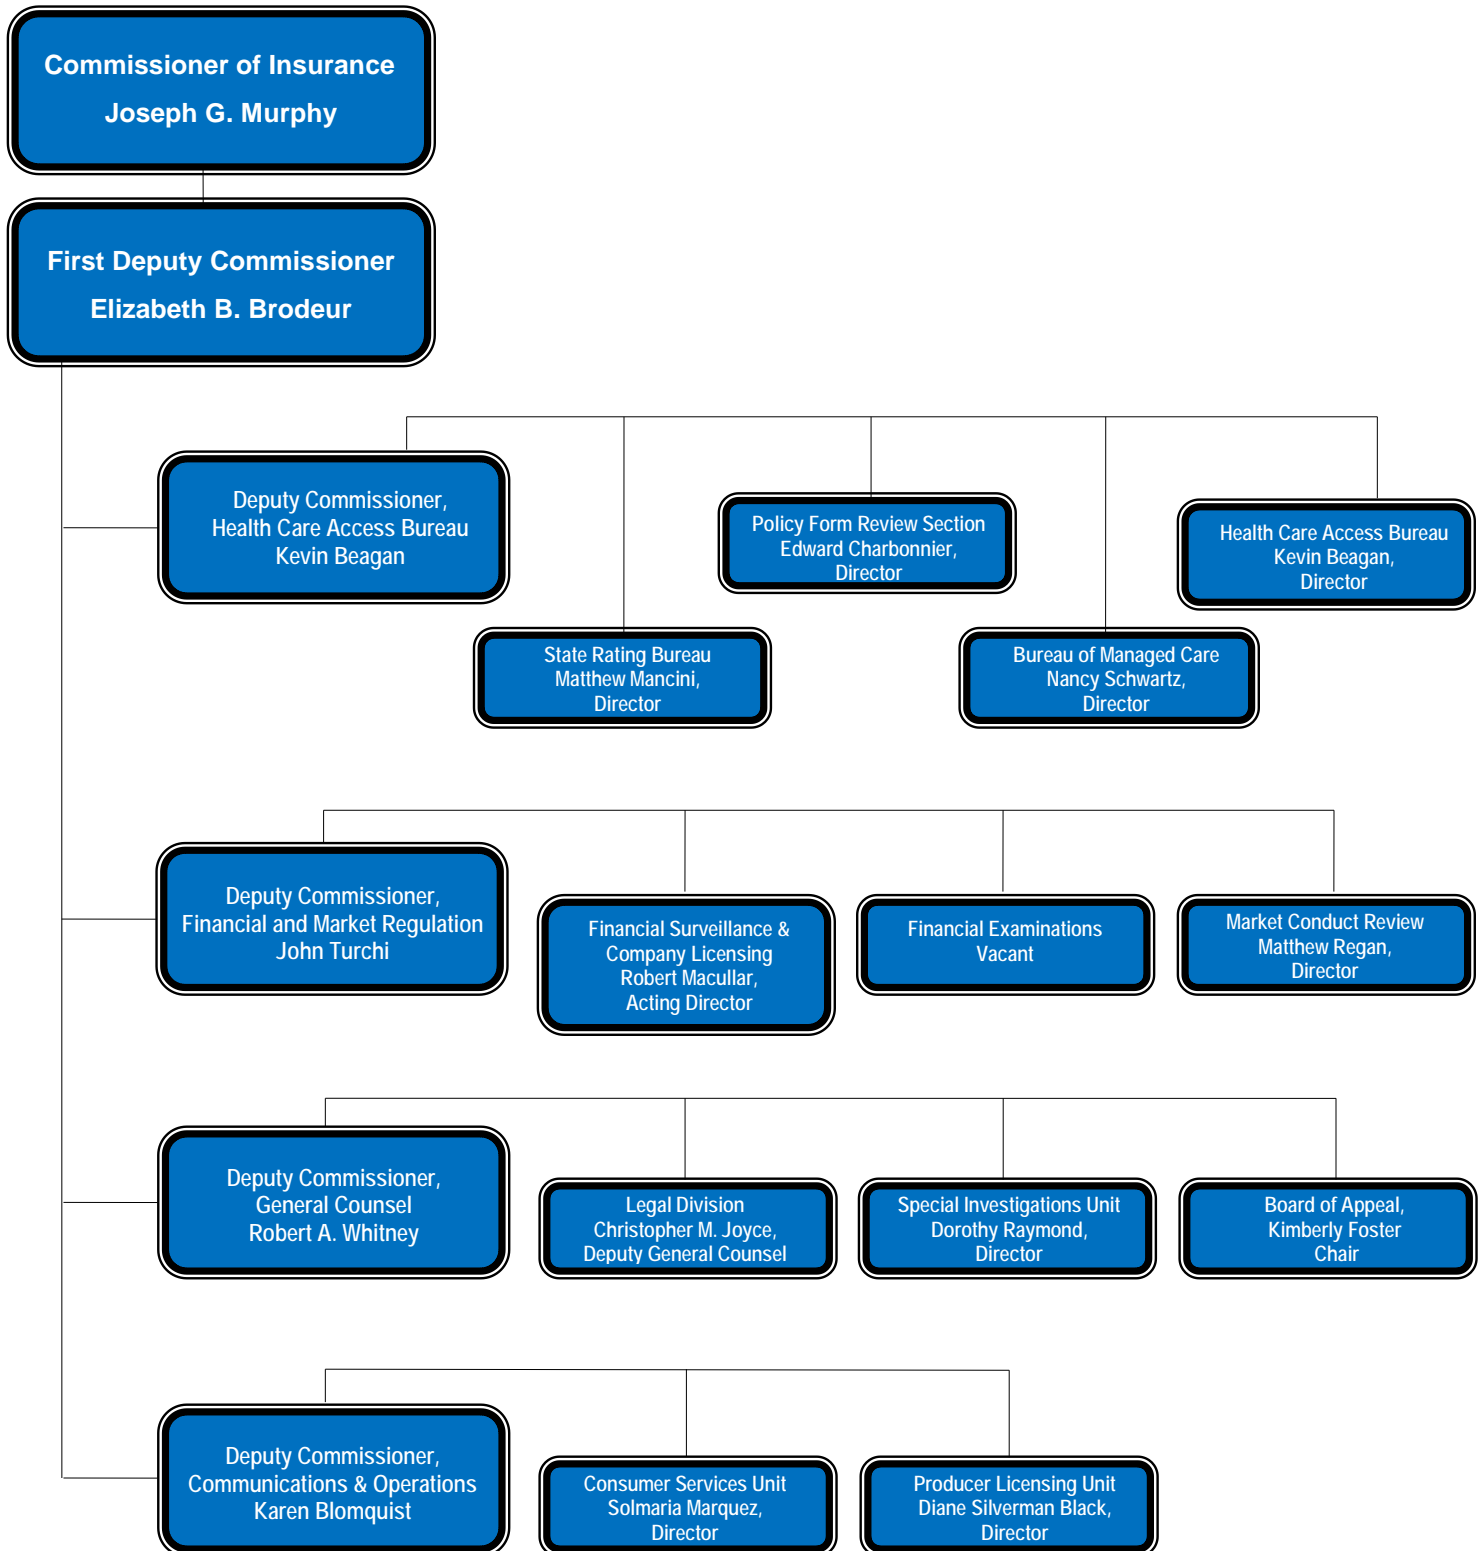 Commissioner of Insurance
Joseph G. Murphy
First Deputy Commissioner
Elizabeth B. Brodeur
Deputy Commissioner,
Health Care Access Bureau
Kevin Beagan
Policy Form Review Section
Edward Charbonnier,
Director
Health Care Access Bureau
Kevin Beagan,
Director
State Rating Bureau
Matthew Mancini,
Director
Bureau of Managed Care
Nancy Schwartz,
Director
Deputy Commissioner,
Financial and Market Regulation
John Turchi
Financial Surveillance &
Company Licensing
Robert Macullar,
Acting Director
Financial Examinations
Vacant
Market Conduct Review
Matthew Regan,
Director
Deputy Commissioner,
General Counsel
Robert A. Whitney
Legal Division
Christopher M. Joyce,
Deputy General Counsel
Special Investigations Unit
Dorothy Raymond,
Director
Board of Appeal,
Kimberly Foster
Chair
Deputy Commissioner,
Communications & Operations
Karen Blomquist
Consumer Services Unit
Solmaria Marquez,
Director
Producer Licensing Unit
Diane Silverman Black,
Director